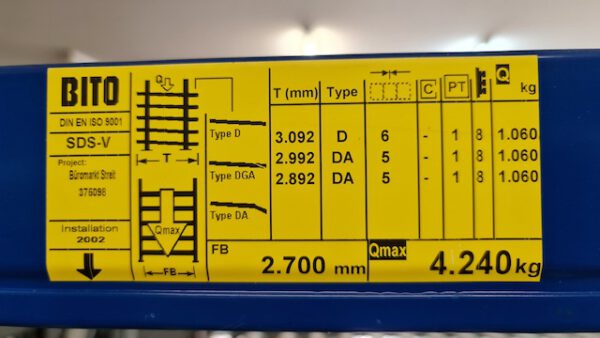 BITO
DIN EN ISO 9001
SDS-V
Project:
Büromarkt Streit
376096
Installation
2002
Q
T
Qmax
FB
Type D
Type DGA
Type DA
T (mm) Type C PT Q kg
3.092 D 6 - 1 8 1.060
2.992 DA 5 - 1 8 1.060
2.892 DA 5 - 1 8 1.060
FB 2.700 mm Qmax 4.240 kg